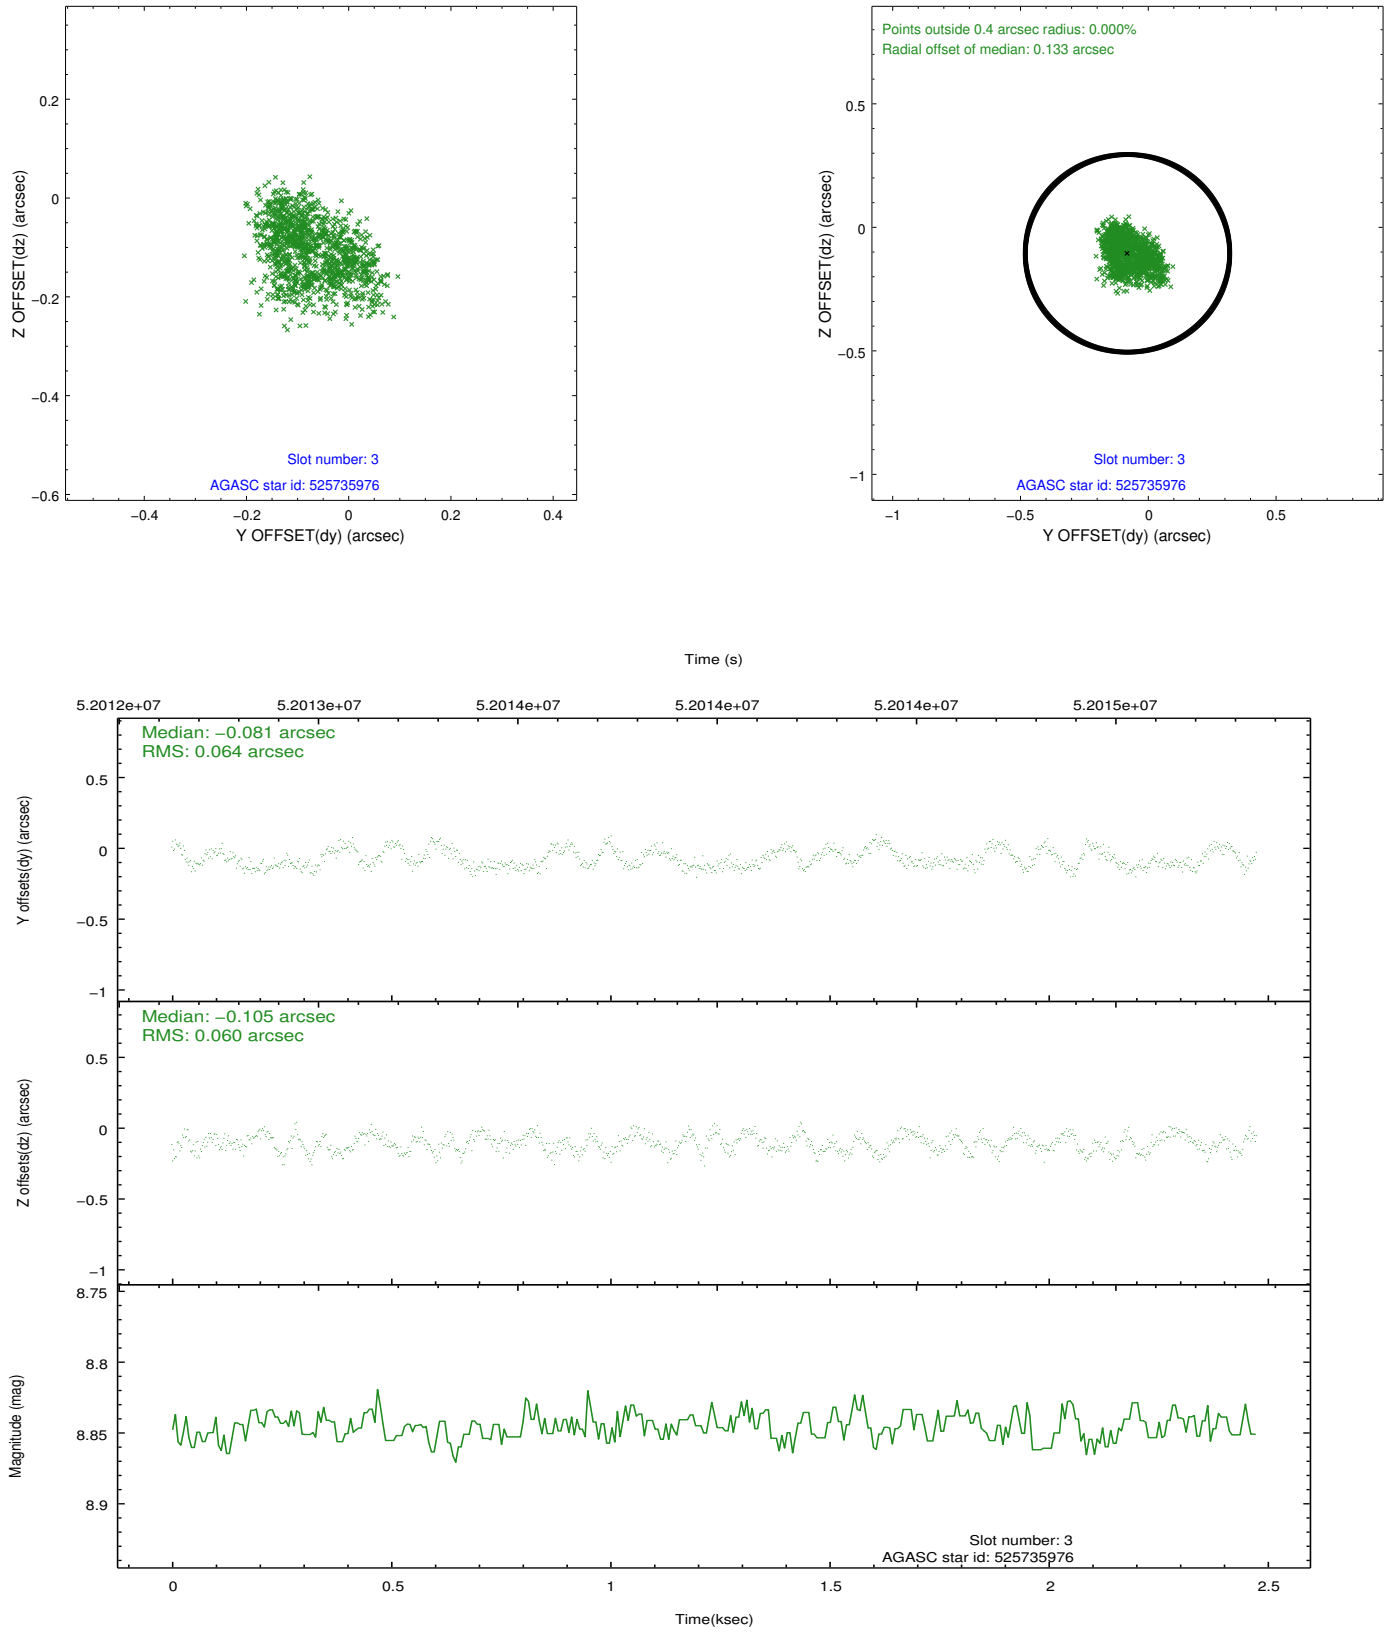 0.2
0
−0.2
−0.4
−0.6
Z OFFSET(dz) (arcsec)
Slot number: 3
AGASC star id: 525735976
−0.4
−0.2
0
0.2
0.4
Y OFFSET(dy) (arcsec)
Points outside 0.4 arcsec radius: 0.000%
Radial offset of median: 0.133 arcsec
0.5
0
−0.5
−1
Z OFFSET(dz) (arcsec)
Slot number: 3
AGASC star id: 525735976
−1
−0.5
0
0.5
Y OFFSET(dy) (arcsec)
Time (s)
5.2012e+07
5.2013e+07
5.2014e+07
5.2014e+07
5.2014e+07
5.2015e+07
Median: −0.081 arcsec
RMS: 0.064 arcsec
0.5
0
−0.5
−1
Y offsets(dy) (arcsec)
Median: −0.105 arcsec
RMS: 0.060 arcsec
0.5
0
−0.5
−1
Z offsets(dz) (arcsec)
8.75
8.8
8.85
8.9
Magnitude (mag)
Slot number: 3
AGASC star id: 525735976
0
0.5
1
1.5
2
2.5
Time(ksec)